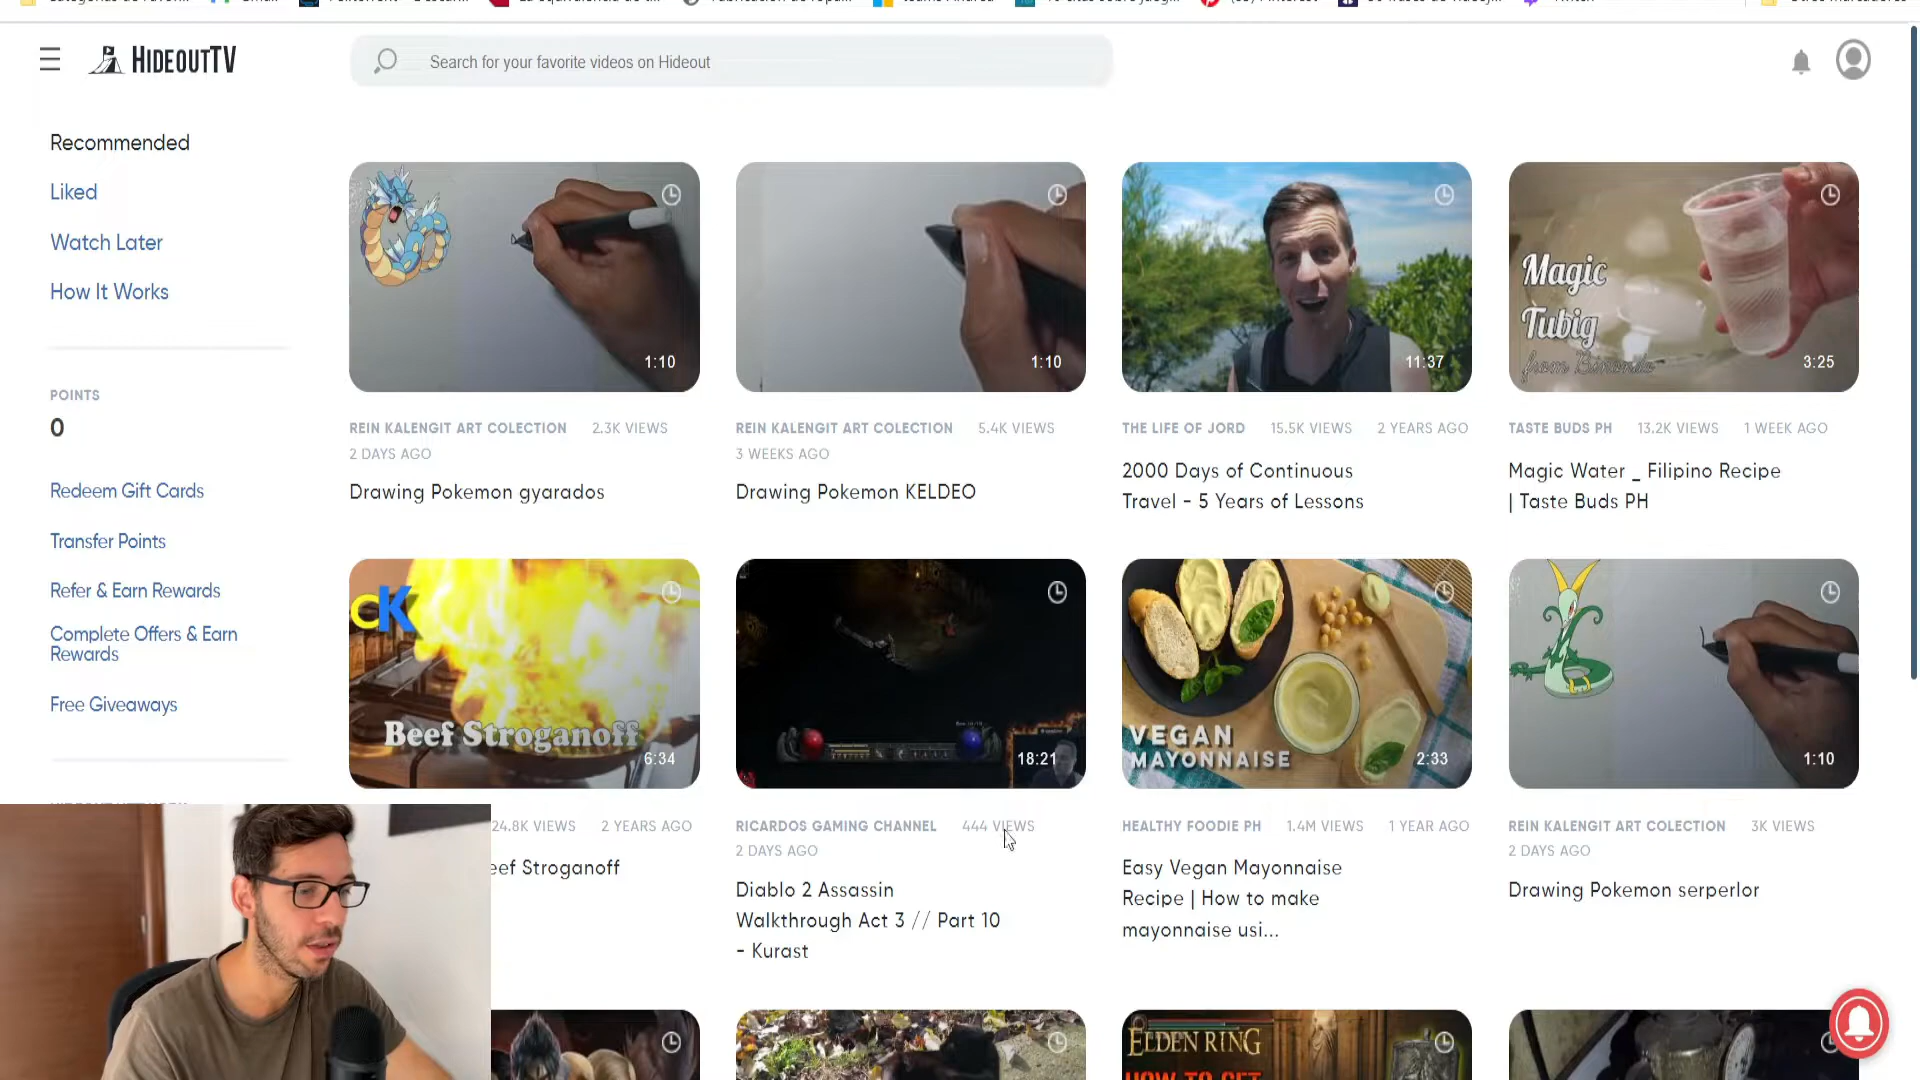 HIDEOUTTV
Search for your favorite videos on Hideout
Recommended
Liked
Watch Later
How It Works
POINTS
0
Redeem Gift Cards
Transfer Points
Refer & Earn Rewards
Complete Offers & Earn
Rewards
Free Giveaways
1:10
REIN KALENGIT ART COLECTION 2.3K VIEWS
2 DAYS AGO
Drawing Pokemon gyarados
1:10
REIN KALENGIT ART COLECTION 5.4K VIEWS
3 WEEKS AGO
Drawing Pokemon KELDEO
11:37
THE LIFE OF JORD 15.5K VIEWS 2 YEARS AGO
2000 Days of Continuous
Travel - 5 Years of Lessons
Magic
Tubig
from
3:25
TASTE BUDS PH 13.2K VIEWS 1 WEEK AGO
Magic Water _ Filipino Recipe
| Taste Buds PH
CK
Beef Stroganoff
6:34
24.8K VIEWS 2 YEARS AGO
Stroganoff
18:21
RICARDOS GAMING CHANNEL 444 VIEWS
2 DAYS AGO
Diablo 2 Assassin
Walkthrough Act 3 // Part 10
- Kurast
VEGAN
MAYONNAISE
2:33
HEALTHY FOODIE PH 1.4M VIEWS 1 YEAR AGO
Easy Vegan Mayonnaise
Recipe | How to make
mayonnaise usi...
1:10
REIN KALENGIT ART COLECTION 3K VIEWS
2 DAYS AGO
Drawing Pokemon serperlor
ELDEN RING
HOW TO GET